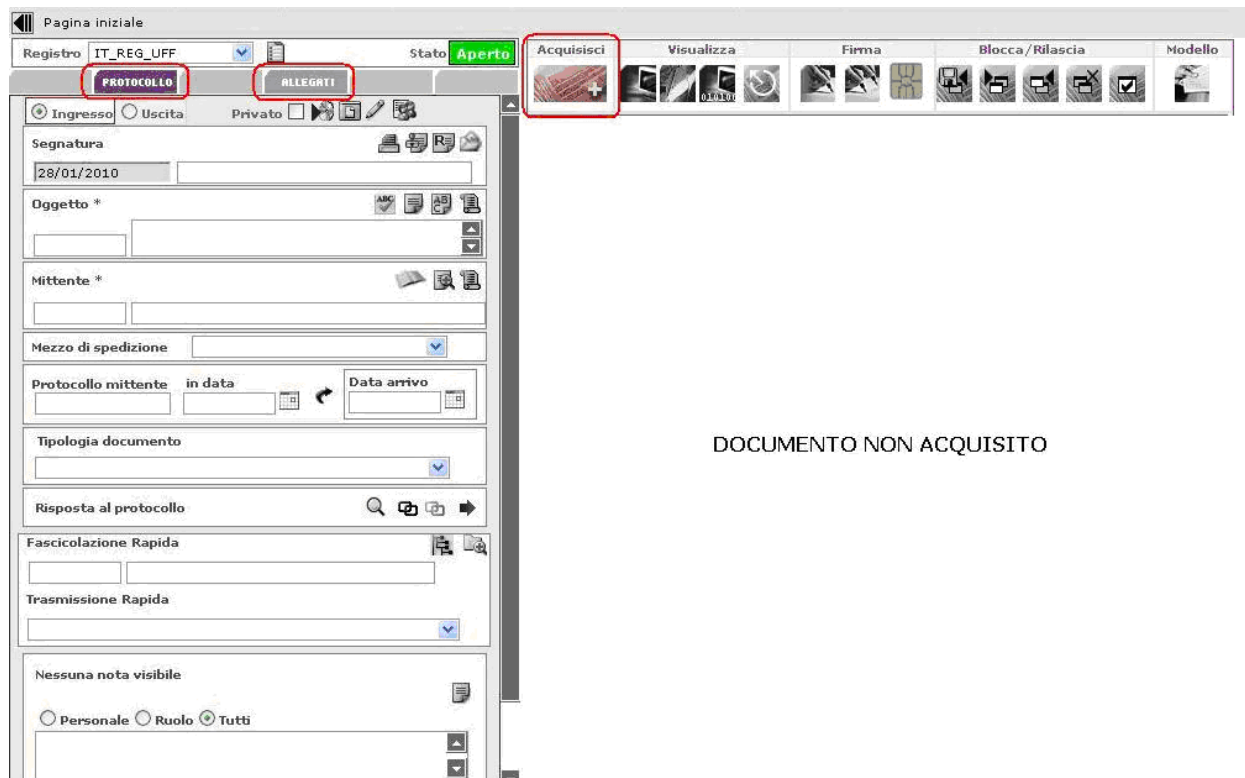 Pagina iniziale
Registro IT_REG_UFF Stato Aperto
PROTOCOLLO ALLEGATI
Acquisisci Visualizza Firma Blocca/Rilascia Modello
Ingresso Uscita Privato
Segnatura
28/01/2010
Oggetto *
Mittente *
Mezzo di spedizione
Protocollo mittente in data Data arrivo
Tipologia documento
Risposta al protocollo
Fascicolazione Rapida
Trasmissione Rapida
Nessuna nota visibile
Personale Ruolo Tutti
DOCUMENTO NON ACQUISITO